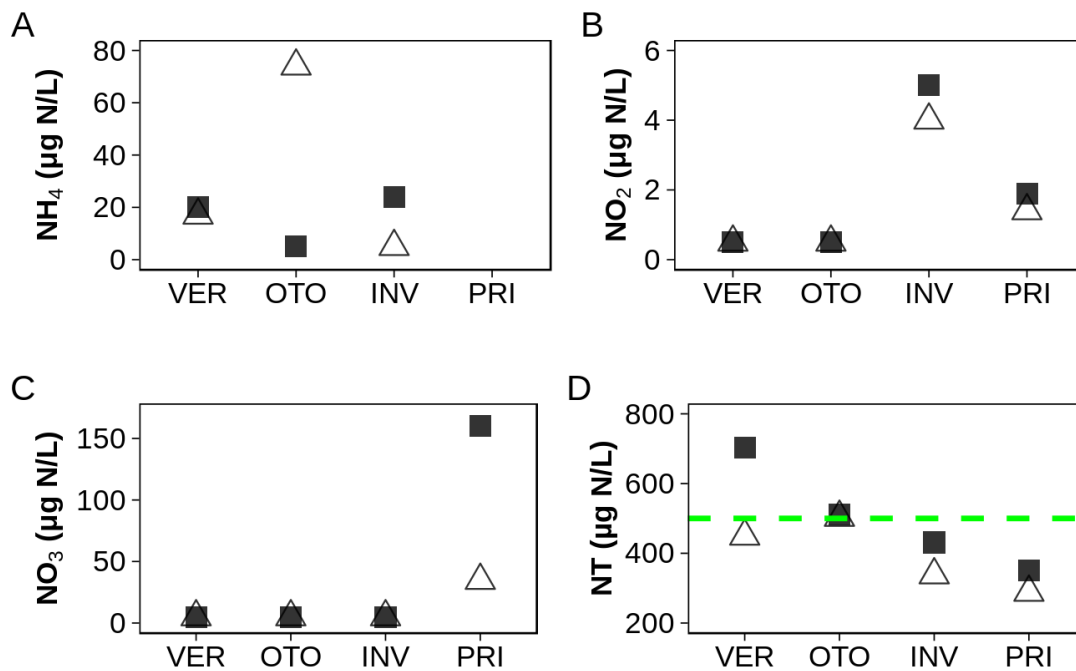 A
NH₄ (µg N/L)
80
60
40
20
0
VER OTO INV PRI
B
NO₂ (µg N/L)
6
4
2
0
VER OTO INV PRI
C
NO₃ (µg N/L)
150
100
50
0
VER OTO INV PRI
D
NT (µg N/L)
800
600
400
200
VER OTO INV PRI